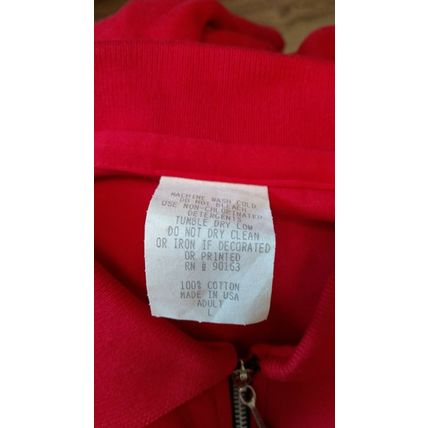 MACHINE WASH COLD
DO NOT BLEACH
USE NON-CHLORINATED
DETERGENTS
TUMBLE DRY LOW
DO NOT DRY CLEAN
OR IRON IF DECORATED
OR PRINTED
RN # 90163
100% COTTON
MADE IN USA
ADULT
L